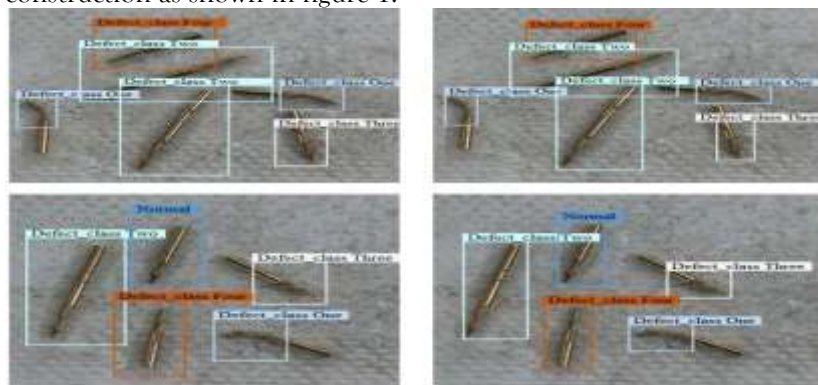 construction as shown in figure 1.
Defect_class Four
Defect_class Two
Defect_class Two
Defect_class One
Defect_class One
Defect_class Three
Defect_class Four
Defect_class Two
Defect_class Two
Defect_class One
Defect_class One
Defect_class Three
Normal
Defect_class Two
Defect_class Three
Defect_class Four
Defect_class One
Normal
Defect_class Two
Defect_class Three
Defect_class Four
Defect_class One